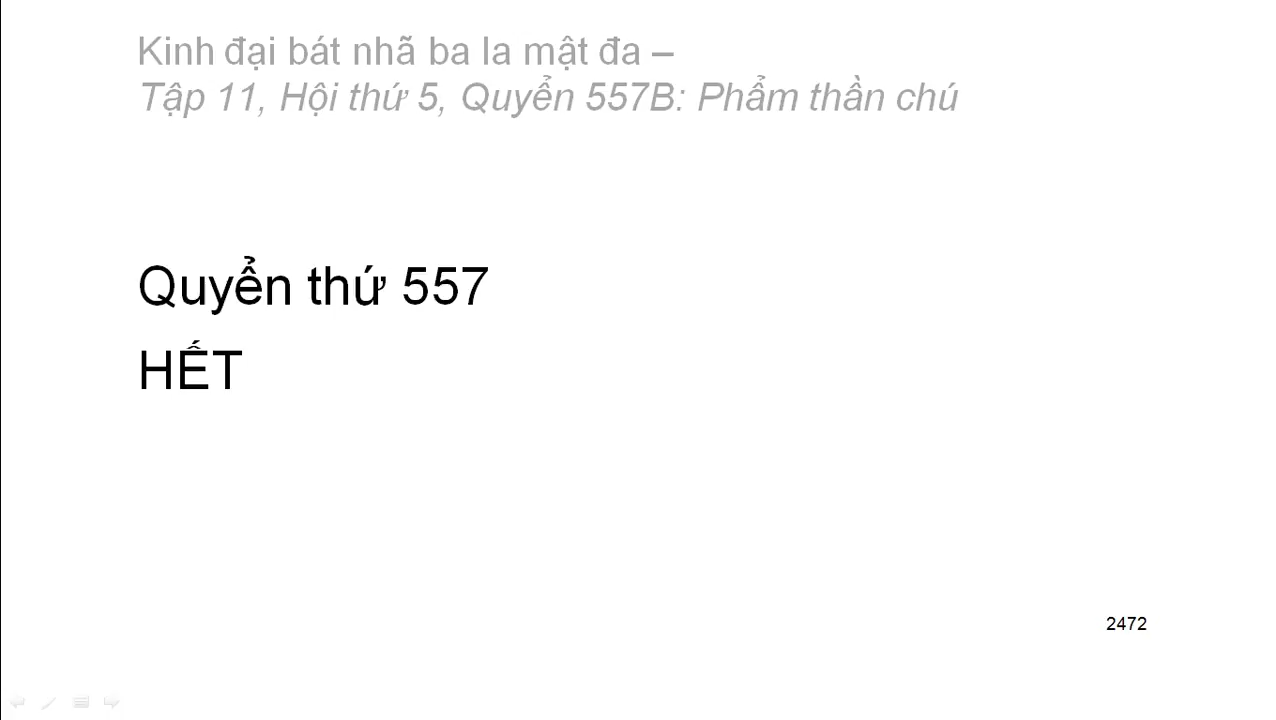 Kinh đại bát nhã ba la mật đa –
Tập 11, Hội thứ 5, Quyển 557B: Phẩm thần chú
Quyển thứ 557
HẾT
2472